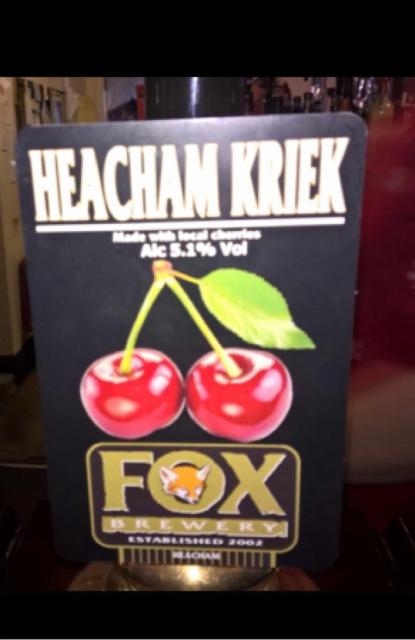 HEACHAM KRIEK
Made with local cherries
Alc 5.1% Vol
FOX
BREWERY
ESTABLISHED 2002
HEACHAM